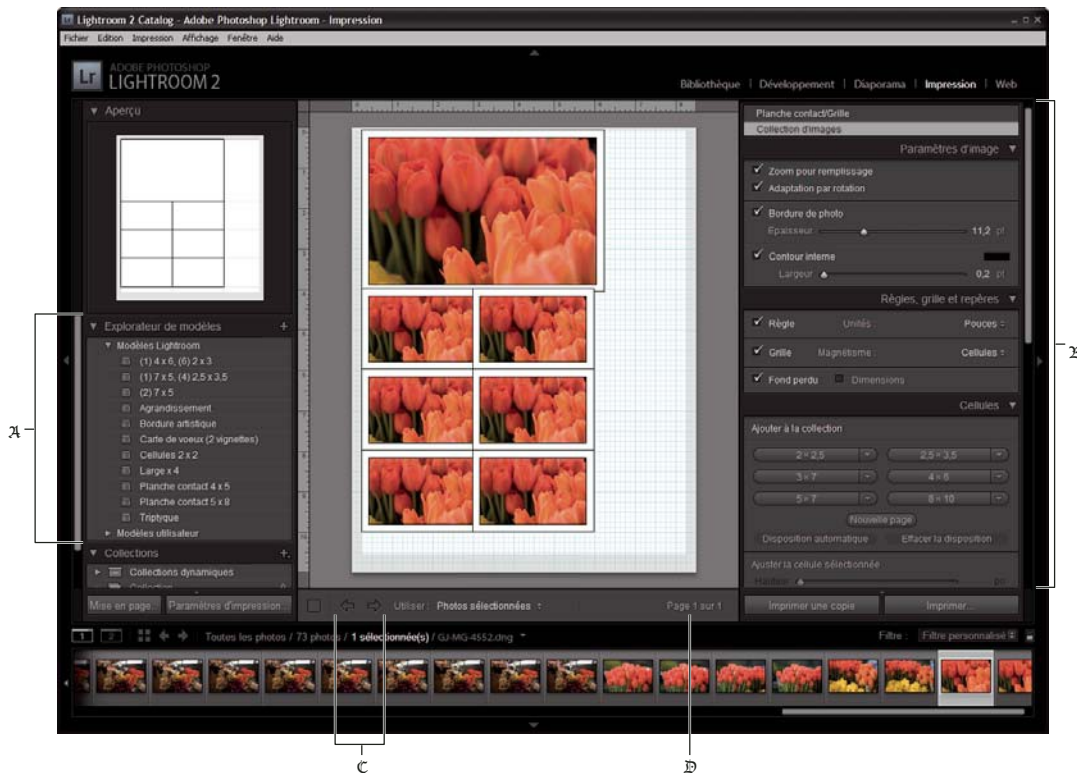 Lightroom 2 Catalog - Adobe Photoshop Lightroom - Impression
Fichier Edition Impression Affichage Fenêtre Aide
Lr ADOBE PHOTOSHOP
LIGHTROOM 2
Bibliothèque | Développement | Diaporama | Impression | Web
Aperçu
Explorateur de modèles
Modèles Lightroom
(1) 4 x 6, (6) 2 x 3
(1) 7 x 5, (4) 2,5 x 3,5
(2) 7 x 5
Agrandissement
Bordure artistique
Carte de voeux (2 vignettes)
Cellules 2 x 2
Large x 4
Planche contact 4 x 5
Planche contact 5 x 8
Triptyque
Modèles utilisateur
Collections
Collections dynamiques
Collection
Mise en page... Paramètres d'impression...
Utiliser : Photos sélectionnées
Page 1 sur 1
Planche contact/Grille
Collection d'images
Paramètres d'image
Zoom pour remplissage
Adaptation par rotation
Bordure de photo
Epaisseur 11,2 pt
Contour interne
Largeur 0,2 pt
Règles, grille et repères
Règle Unités : Pouces
Grille Magnétisme : Cellules
Fond perdu Dimensions
Cellules
Ajouter à la collection
2 × 2,5 2,5 × 3,5
3 × 7 4 × 6
5 × 7 8 × 10
Nouvelle page
Disposition automatique Effacer la disposition
Ajuster la cellule sélectionnée
Hauteur po
Imprimer une copie Imprimer...
1 2 Toutes les photos / 73 photos / 1 sélectionnée(s) / GJ-MG-4552.dng
Filtre : Filtre personnalisé
A
B
C
D